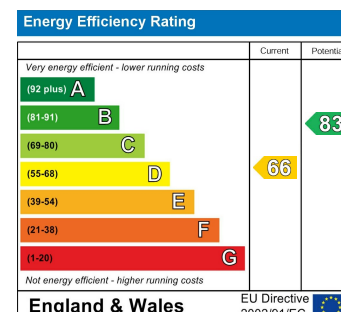 Energy Efficiency Rating
Current
Very energy efficient - lower running costs
(92 plus) A
(81-91) B
83
(69-80) C
(55-68) D
66
(39-54) E
(21-38) F
(1-20) G
Not energy efficient - higher running costs
England & Wales
EU Directive